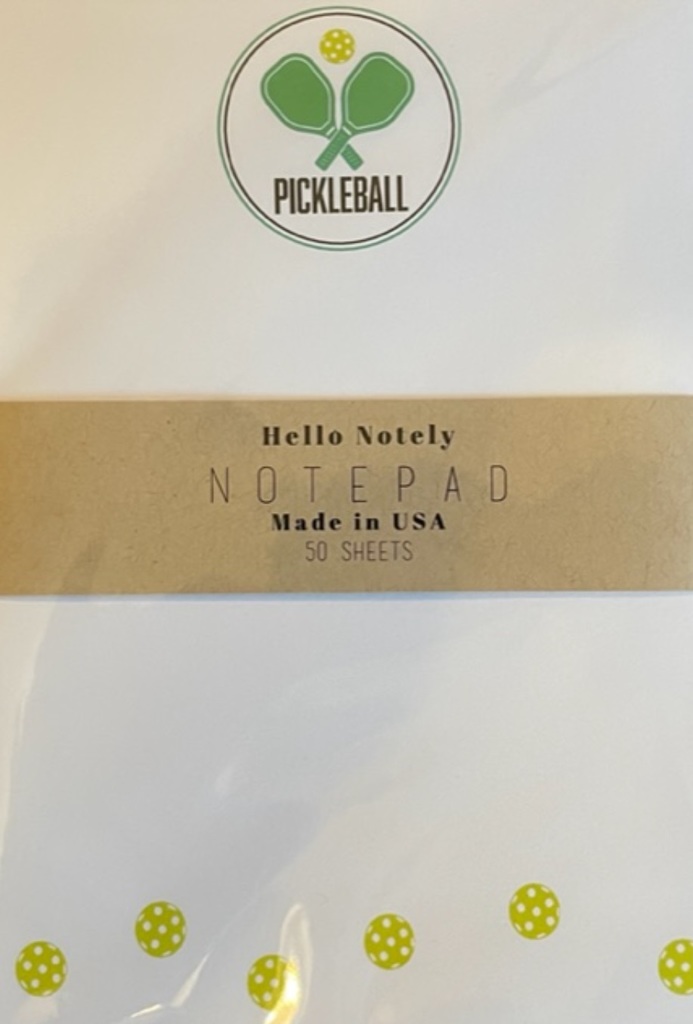 PICKLEBALL
Hello Notely
NOTEPAD
Made in USA
50 SHEETS